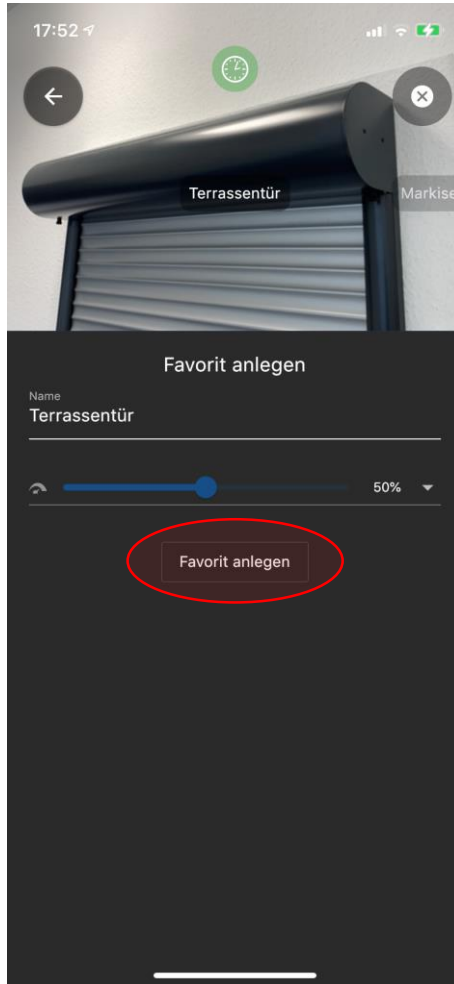 17:52
Terrassentür
Markise
Favorit anlegen
Name
Terrassentür
50%
Favorit anlegen